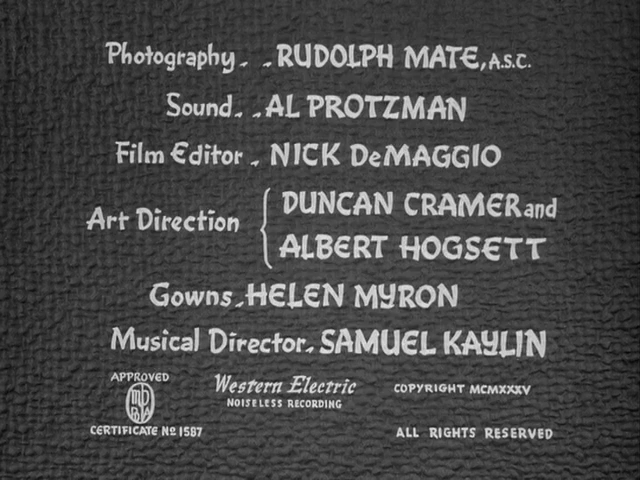 Photography. . RUDOLPH MATE, A.S.C.
Sound. . AL PROTZMAN
Film Editor . NICK DeMAGGIO
Art Direction { DUNCAN CRAMER and
ALBERT HOGSETT
Gowns. HELEN MYRON
Musical Director. SAMUEL KAYLIN
APPROVED
MPPDA
CERTIFICATE № 1587
Western Electric
NOISELESS RECORDING
COPYRIGHT MCMXXXV
ALL RIGHTS RESERVED